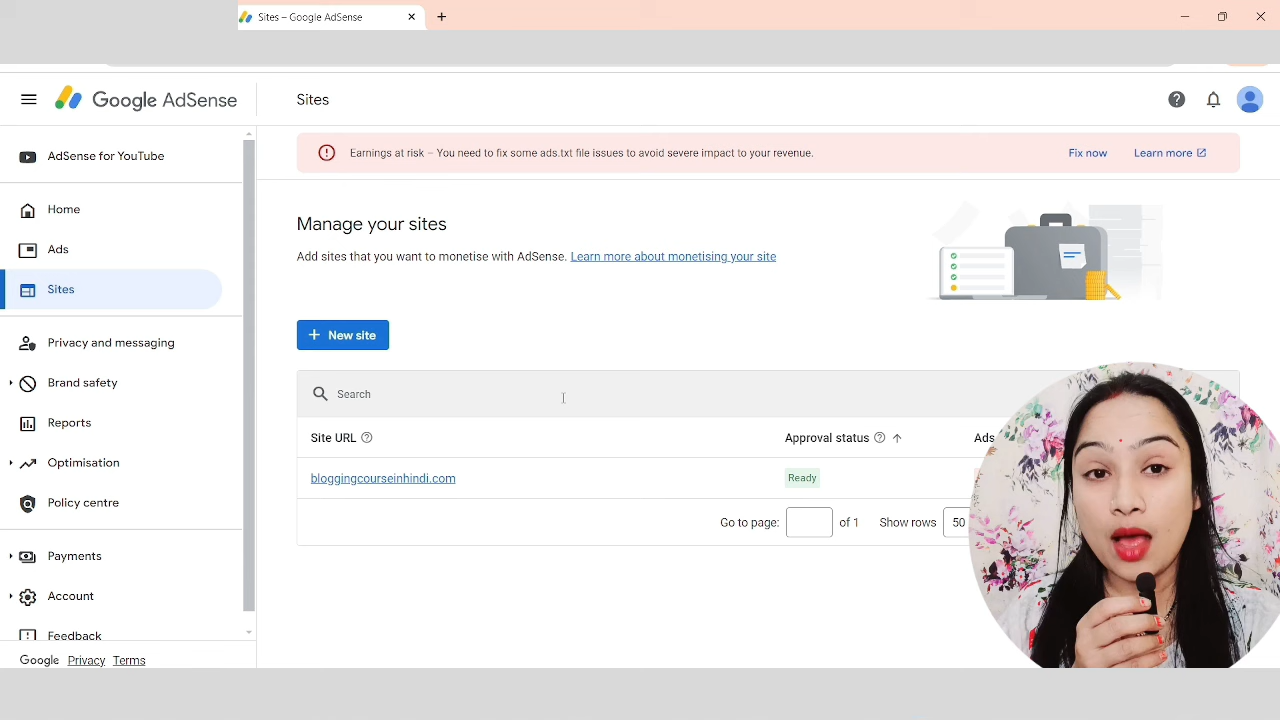 Sites – Google AdSense
Google AdSense
Sites
AdSense for YouTube
Home
Ads
Sites
Privacy and messaging
Brand safety
Reports
Optimisation
Policy centre
Payments
Account
Feedback
Google Privacy Terms
Earnings at risk – You need to fix some ads.txt file issues to avoid severe impact to your revenue. Fix now Learn more
Manage your sites
Add sites that you want to monetise with AdSense. Learn more about monetising your site
+ New site
Search
Site URL Approval status Ads
bloggingcourseinhindi.com Ready
Go to page: of 1 Show rows 50